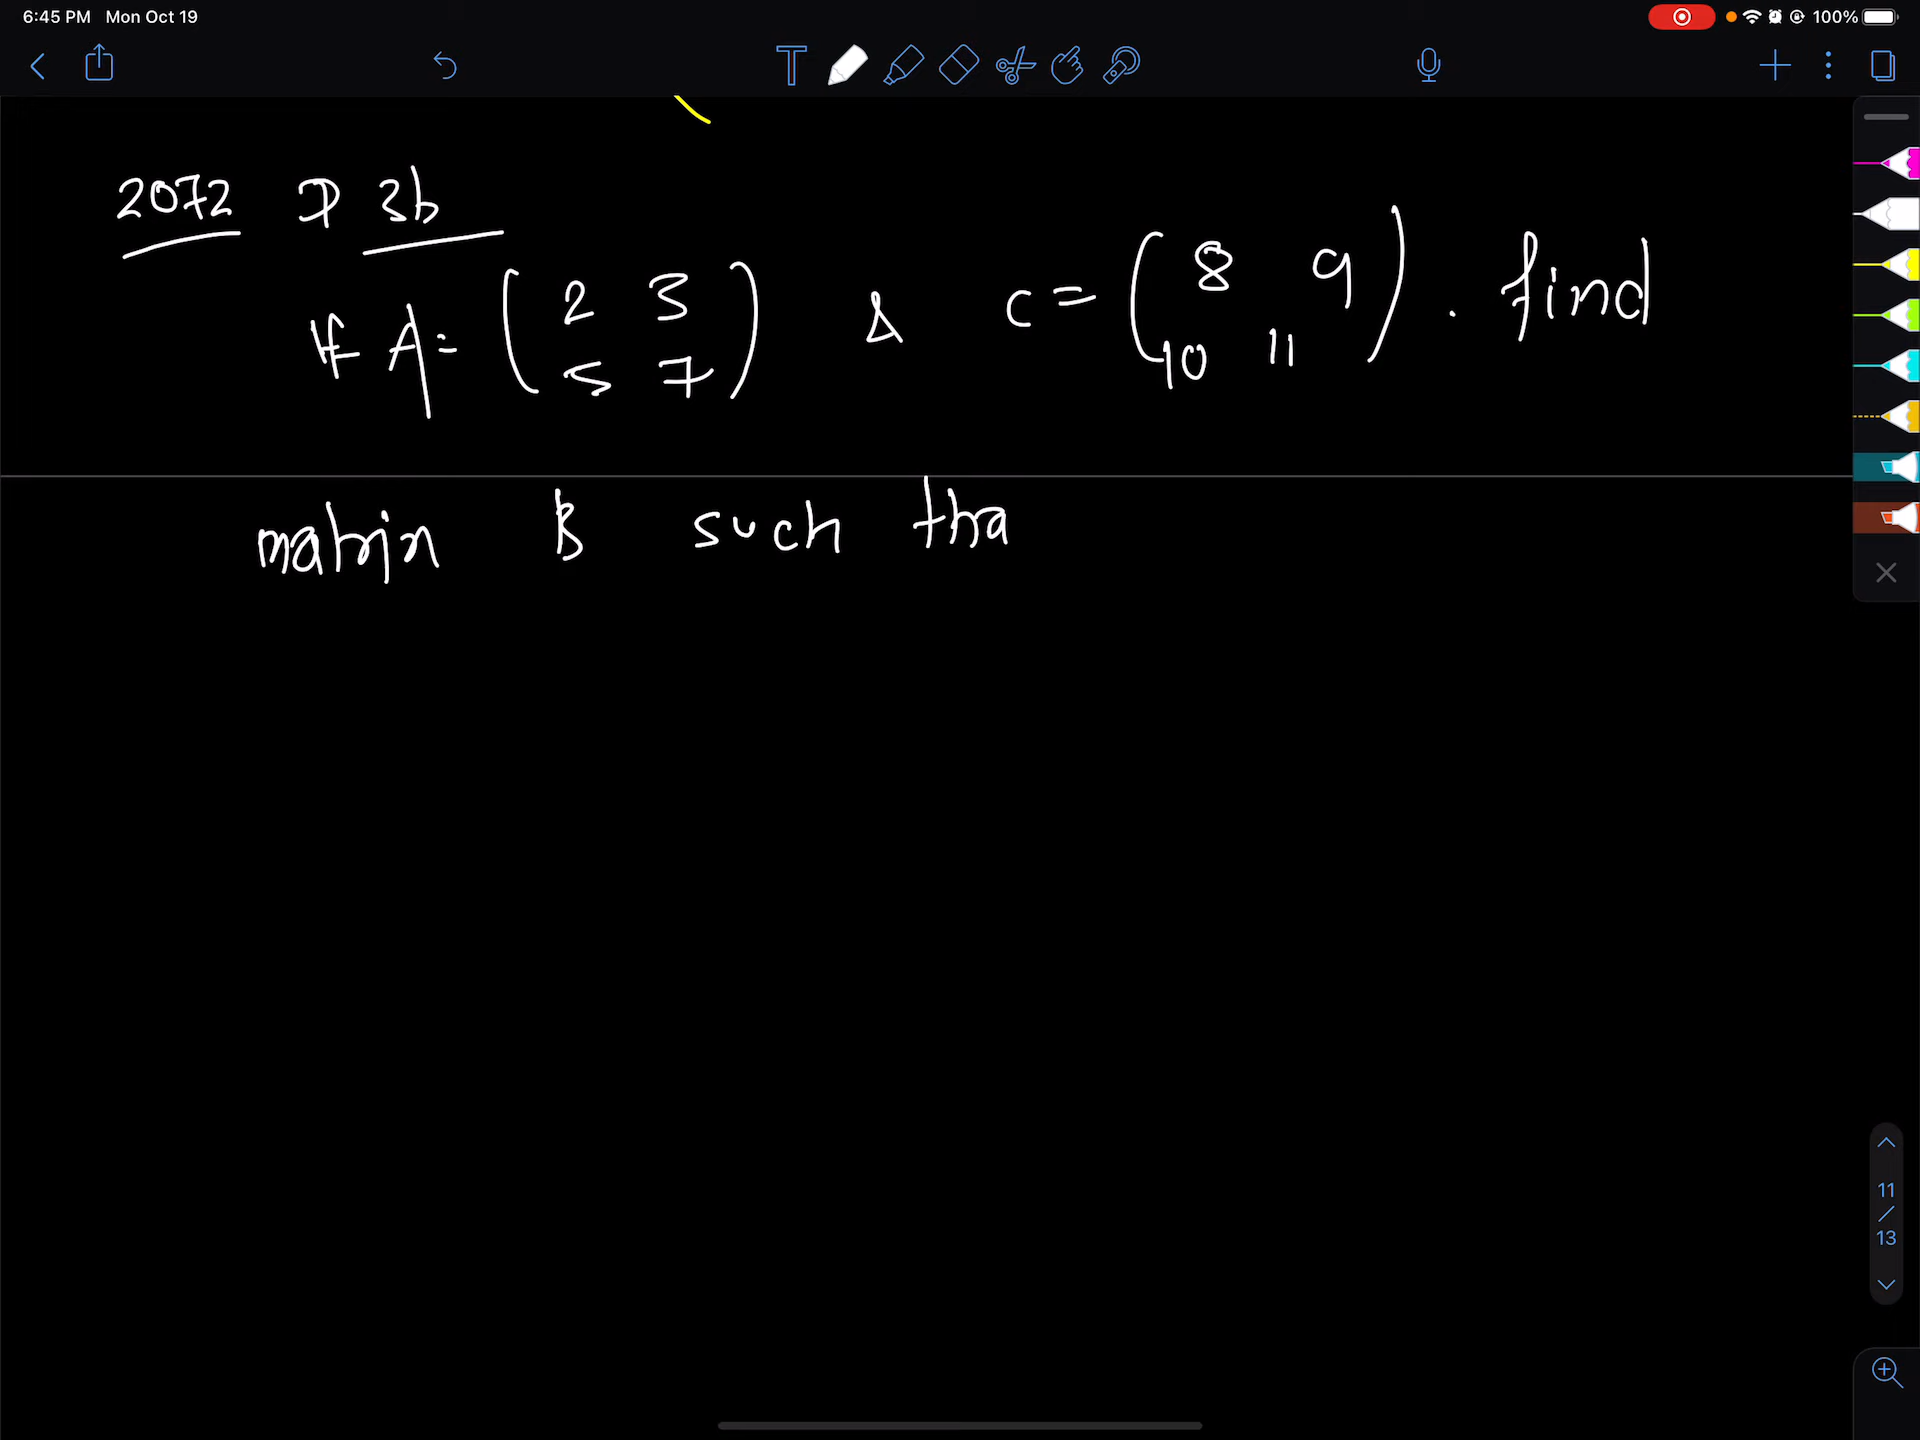 6:45 PM Mon Oct 19
100%
2072 3b
If A = ( 2 3 & c = ( 8 9 ) . find
5 7 ) 10 11
matrix B such tha
11
/
13